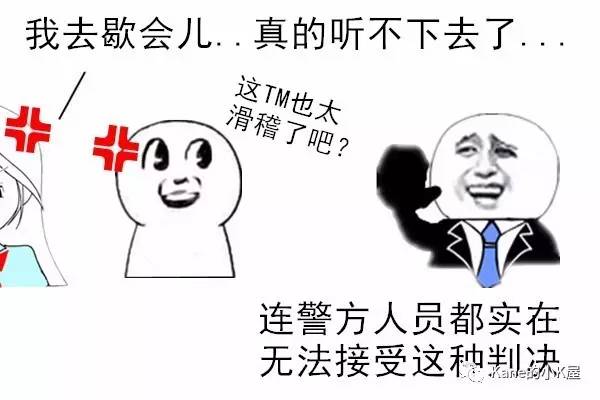 我去歇会儿..真的听不下去了...
这TM也太
滑稽了吧?
连警方人员都实在
无法接受这种判决
Kane的小K屋